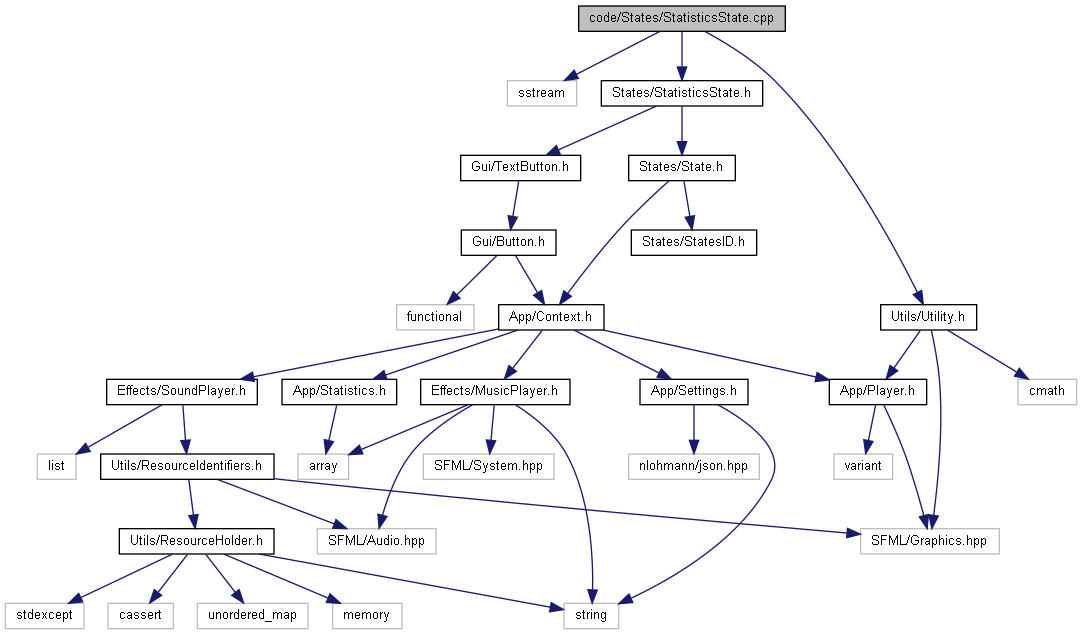 code/States/StatisticsState.cpp
sstream
States/StatisticsState.h
Gui/TextButton.h
States/State.h
Gui/Button.h
States/StatesID.h
functional
App/Context.h
Utils/Utility.h
Effects/SoundPlayer.h
App/Statistics.h
Effects/MusicPlayer.h
App/Settings.h
App/Player.h
cmath
list
Utils/ResourceIdentifiers.h
array
SFML/System.hpp
nlohmann/json.hpp
variant
Utils/ResourceHolder.h
SFML/Audio.hpp
SFML/Graphics.hpp
stdexcept
cassert
unordered_map
memory
string